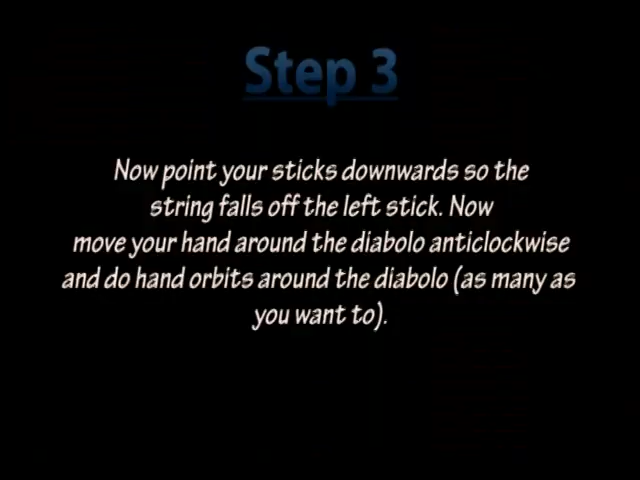 Step 3
Now point your sticks downwards so the
string falls off the left stick. Now
move your hand around the diabolo anticlockwise
and do hand orbits around the diabolo (as many as
you want to).